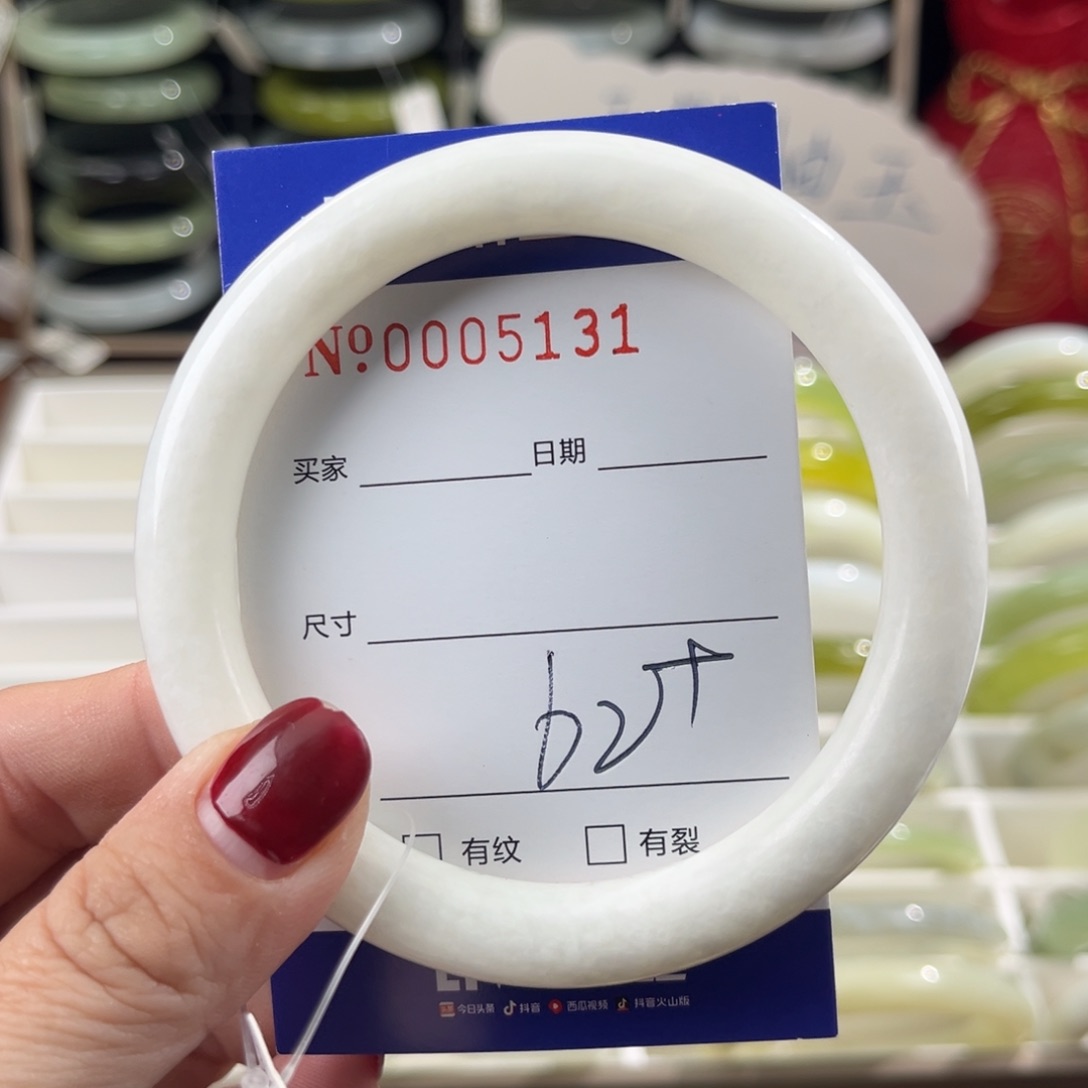 玉
№0005131
买家 日期
尺寸
62+
有纹 有裂
今日头条 抖音 西瓜视频 抖音火山版